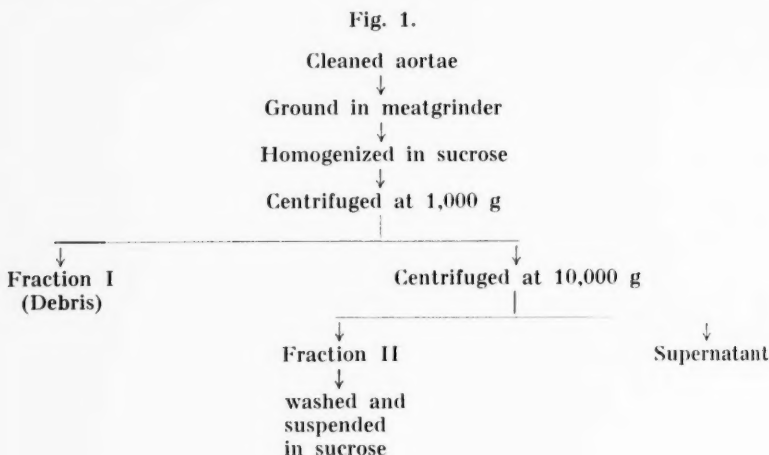 Fig. 1.
Cleaned aortae
↓
Ground in meatgrinder
↓
Homogenized in sucrose
↓
Centrifuged at 1,000 g
↓ ↓
Fraction I Centrifuged at 10,000 g
(Debris)
↓ ↓
Fraction II Supernatant
↓
washed and
suspended
in sucrose